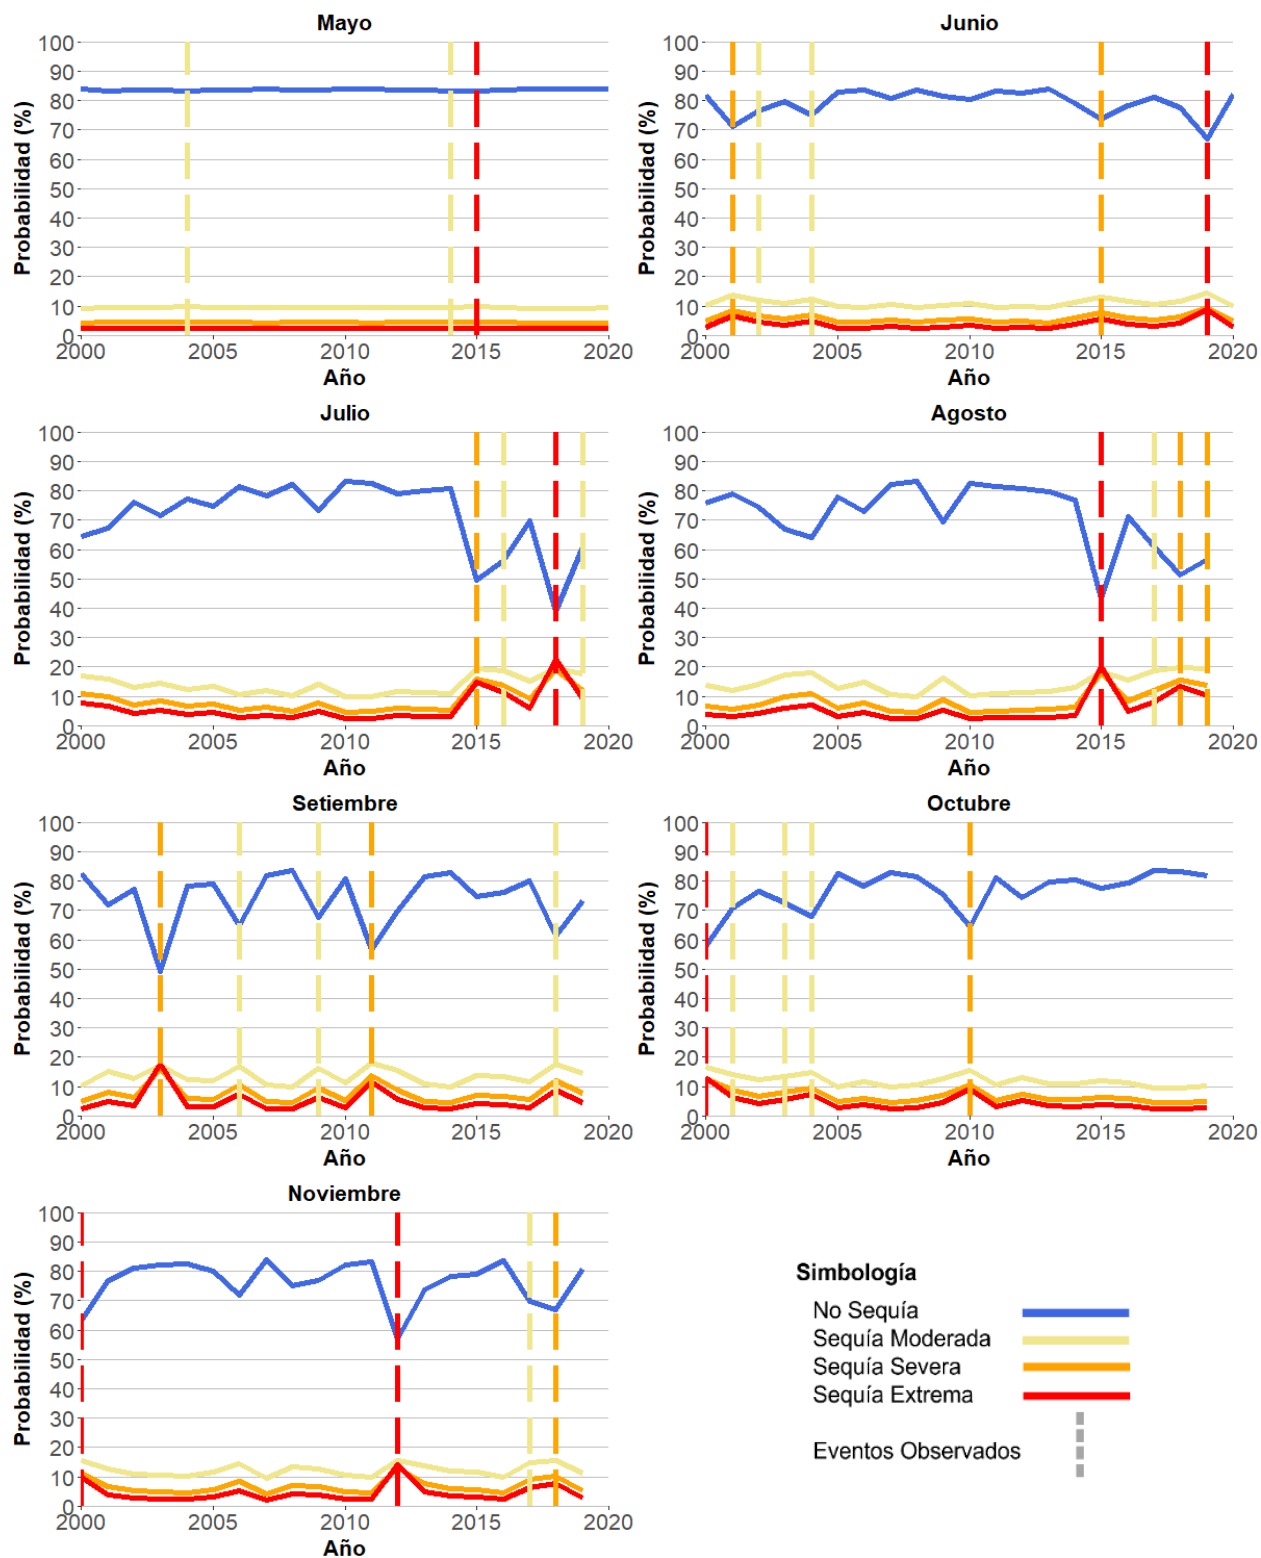 Mayo
Probabilidad (%)
100
90
80
70
60
50
40
30
20
10
0
2000 2005 2010 2015 2020
Año
Junio
Probabilidad (%)
100
90
80
70
60
50
40
30
20
10
0
2000 2005 2010 2015 2020
Año
Julio
Probabilidad (%)
100
90
80
70
60
50
40
30
20
10
0
2000 2005 2010 2015 2020
Año
Agosto
Probabilidad (%)
100
90
80
70
60
50
40
30
20
10
0
2000 2005 2010 2015 2020
Año
Setiembre
Probabilidad (%)
100
90
80
70
60
50
40
30
20
10
0
2000 2005 2010 2015 2020
Año
Octubre
Probabilidad (%)
100
90
80
70
60
50
40
30
20
10
0
2000 2005 2010 2015 2020
Año
Noviembre
Probabilidad (%)
100
90
80
70
60
50
40
30
20
10
0
2000 2005 2010 2015 2020
Año
Simbología
No Sequía
Sequía Moderada
Sequía Severa
Sequía Extrema
Eventos Observados